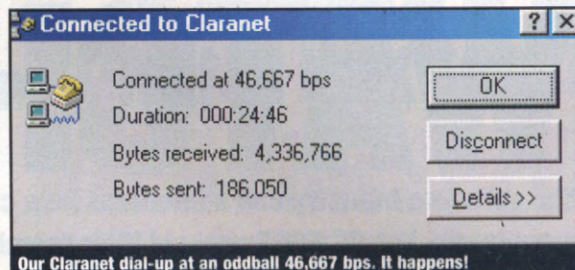 Connected to Claranet
? ×
Connected at 46,667 bps
Duration: 000:24:46
Bytes received: 4,336,766
Bytes sent: 186,050
OK
Disconnect
Details >>
Our Claranet dial-up at an oddball 46,667 bps. It happens!